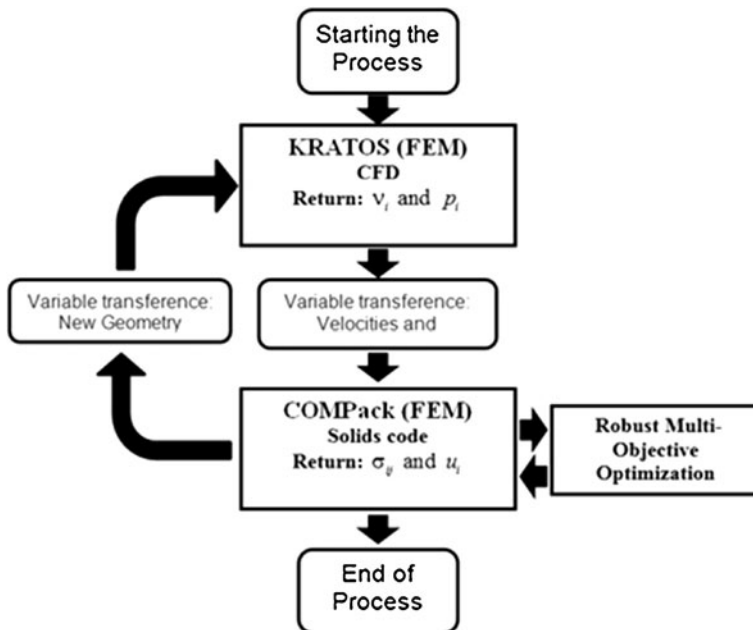 Starting the
Process
KRATOS (FEM)
CFD
Return: νᵢ and pᵢ
Variable transference:
New Geometry
Variable transference:
Velocities and
COMPack (FEM)
Solids code
Return: σᵢⱼ and uᵢ
Robust Multi-
Objective
Optimization
End of
Process